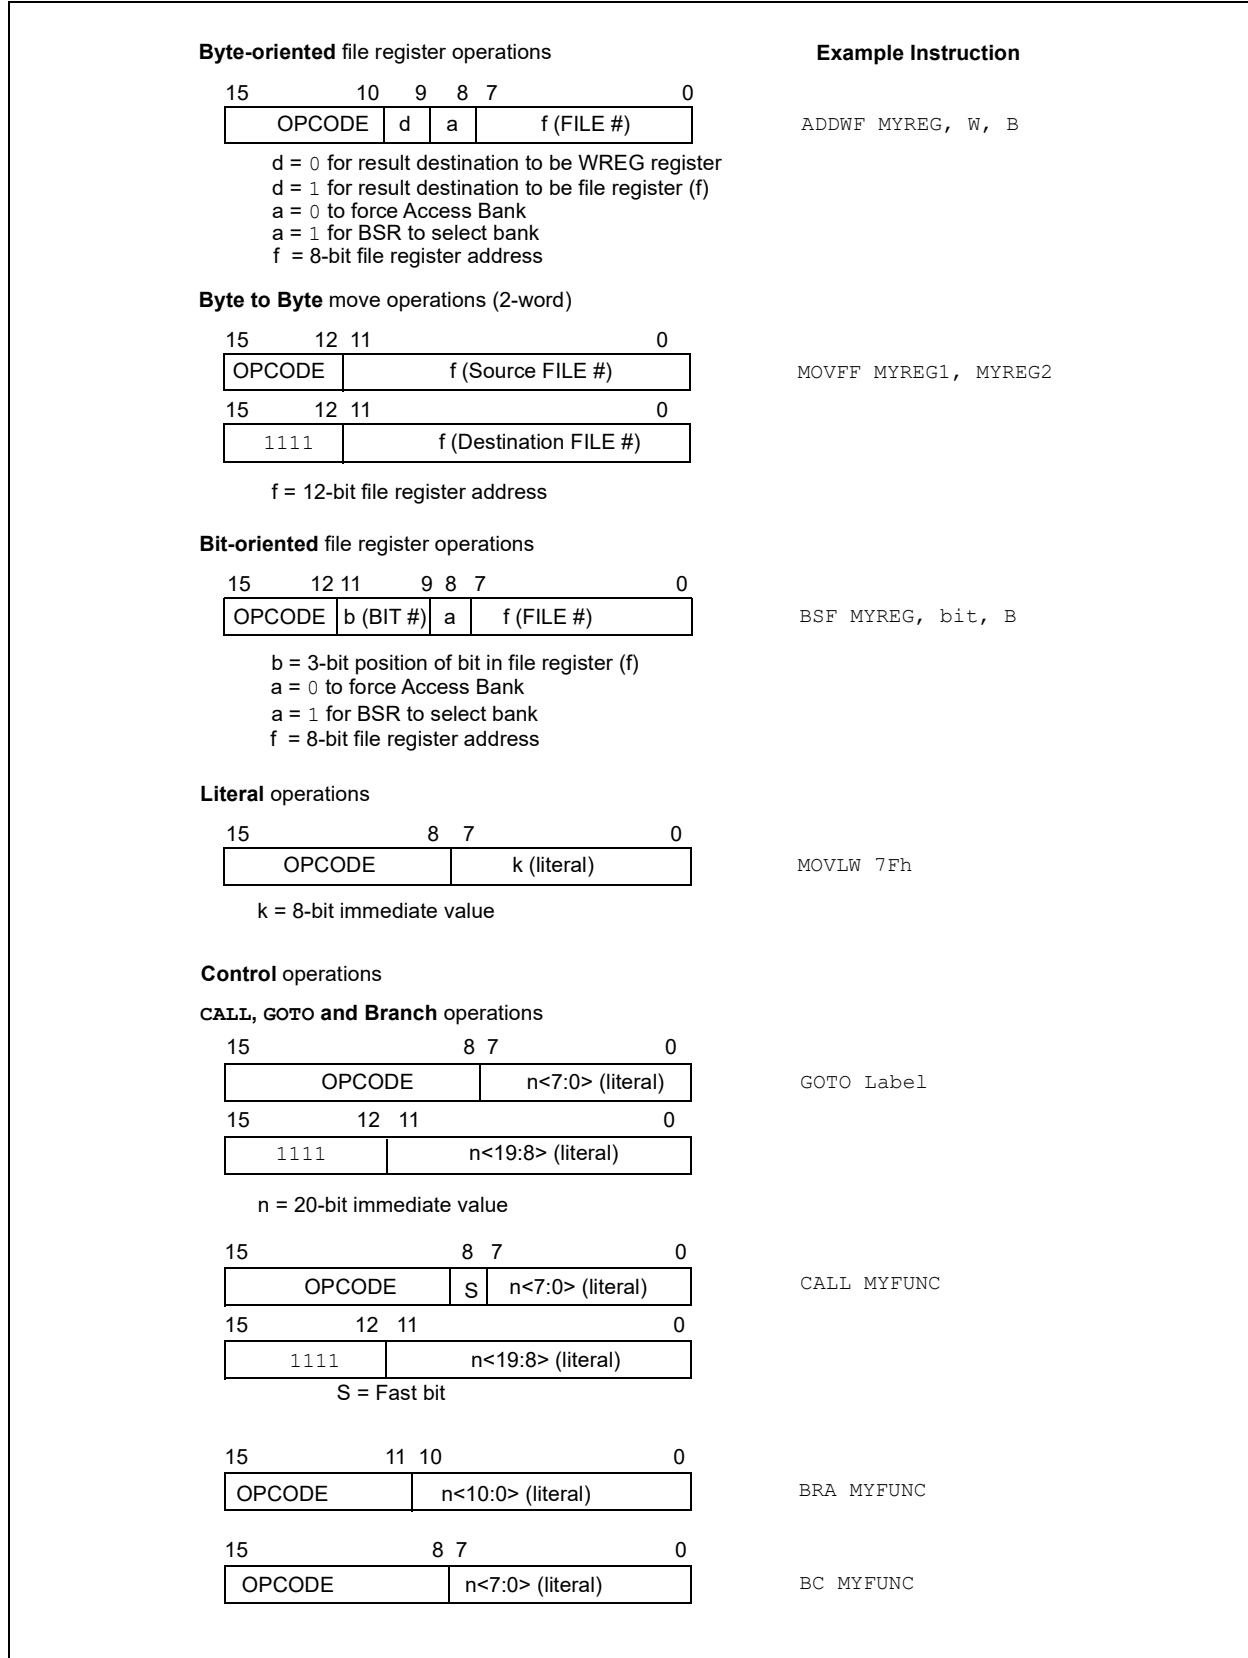 Byte-oriented file register operations Example Instruction
15 10 9 8 7 0
OPCODE d a f (FILE #) ADDWF MYREG, W, B
d = 0 for result destination to be WREG register
d = 1 for result destination to be file register (f)
a = 0 to force Access Bank
a = 1 for BSR to select bank
f = 8-bit file register address
Byte to Byte move operations (2-word)
15 12 11 0
OPCODE f (Source FILE #) MOVFF MYREG1, MYREG2
15 12 11 0
1111 f (Destination FILE #)
f = 12-bit file register address
Bit-oriented file register operations
15 12 11 9 8 7 0
OPCODE b (BIT #) a f (FILE #) BSF MYREG, bit, B
b = 3-bit position of bit in file register (f)
a = 0 to force Access Bank
a = 1 for BSR to select bank
f = 8-bit file register address
Literal operations
15 8 7 0
OPCODE k (literal) MOVLW 7Fh
k = 8-bit immediate value
Control operations
CALL, GOTO and Branch operations
15 8 7 0
OPCODE n<7:0> (literal) GOTO Label
15 12 11 0
1111 n<19:8> (literal)
n = 20-bit immediate value
15 8 7 0
OPCODE S n<7:0> (literal) CALL MYFUNC
15 12 11 0
1111 n<19:8> (literal)
S = Fast bit
15 11 10 0
OPCODE n<10:0> (literal) BRA MYFUNC
15 8 7 0
OPCODE n<7:0> (literal) BC MYFUNC